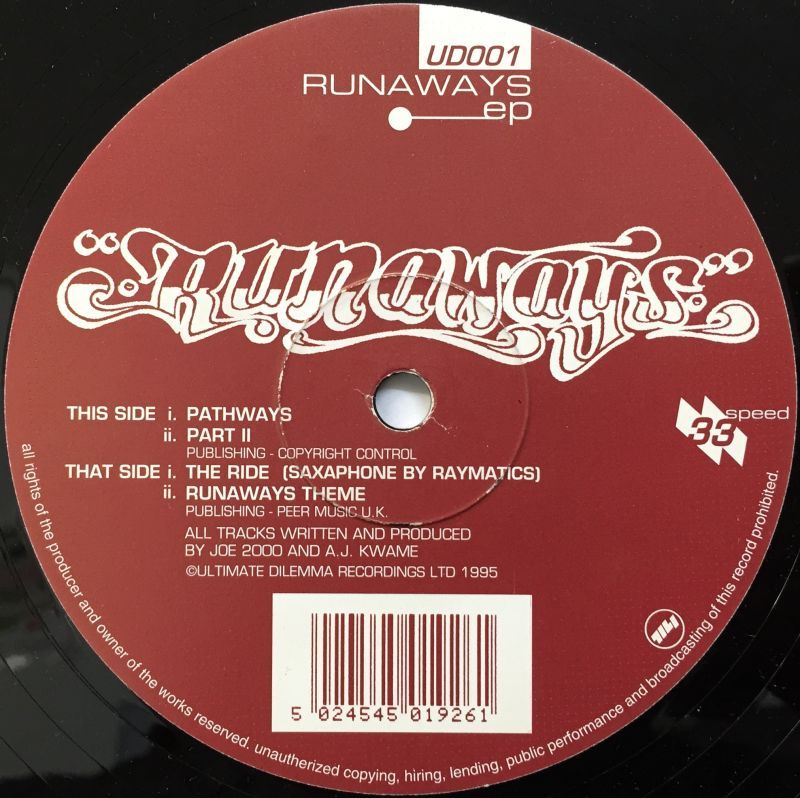 UD001
RUNAWAYS
ep
"Runaways"
speed
33
THIS SIDE i. PATHWAYS
ii. PART II
PUBLISHING - COPYRIGHT CONTROL
THAT SIDE i. THE RIDE (SAXAPHONE BY RAYMATICS)
ii. RUNAWAYS THEME
PUBLISHING - PEER MUSIC U.K.
ALL TRACKS WRITTEN AND PRODUCED
BY JOE 2000 AND A.J. KWAME
©ULTIMATE DILEMMA RECORDINGS LTD 1995
5 024545 019261
all rights of the producer and owner of the works reserved. unauthorized copying, hiring, lending, public performance and broadcasting of this record prohibited.